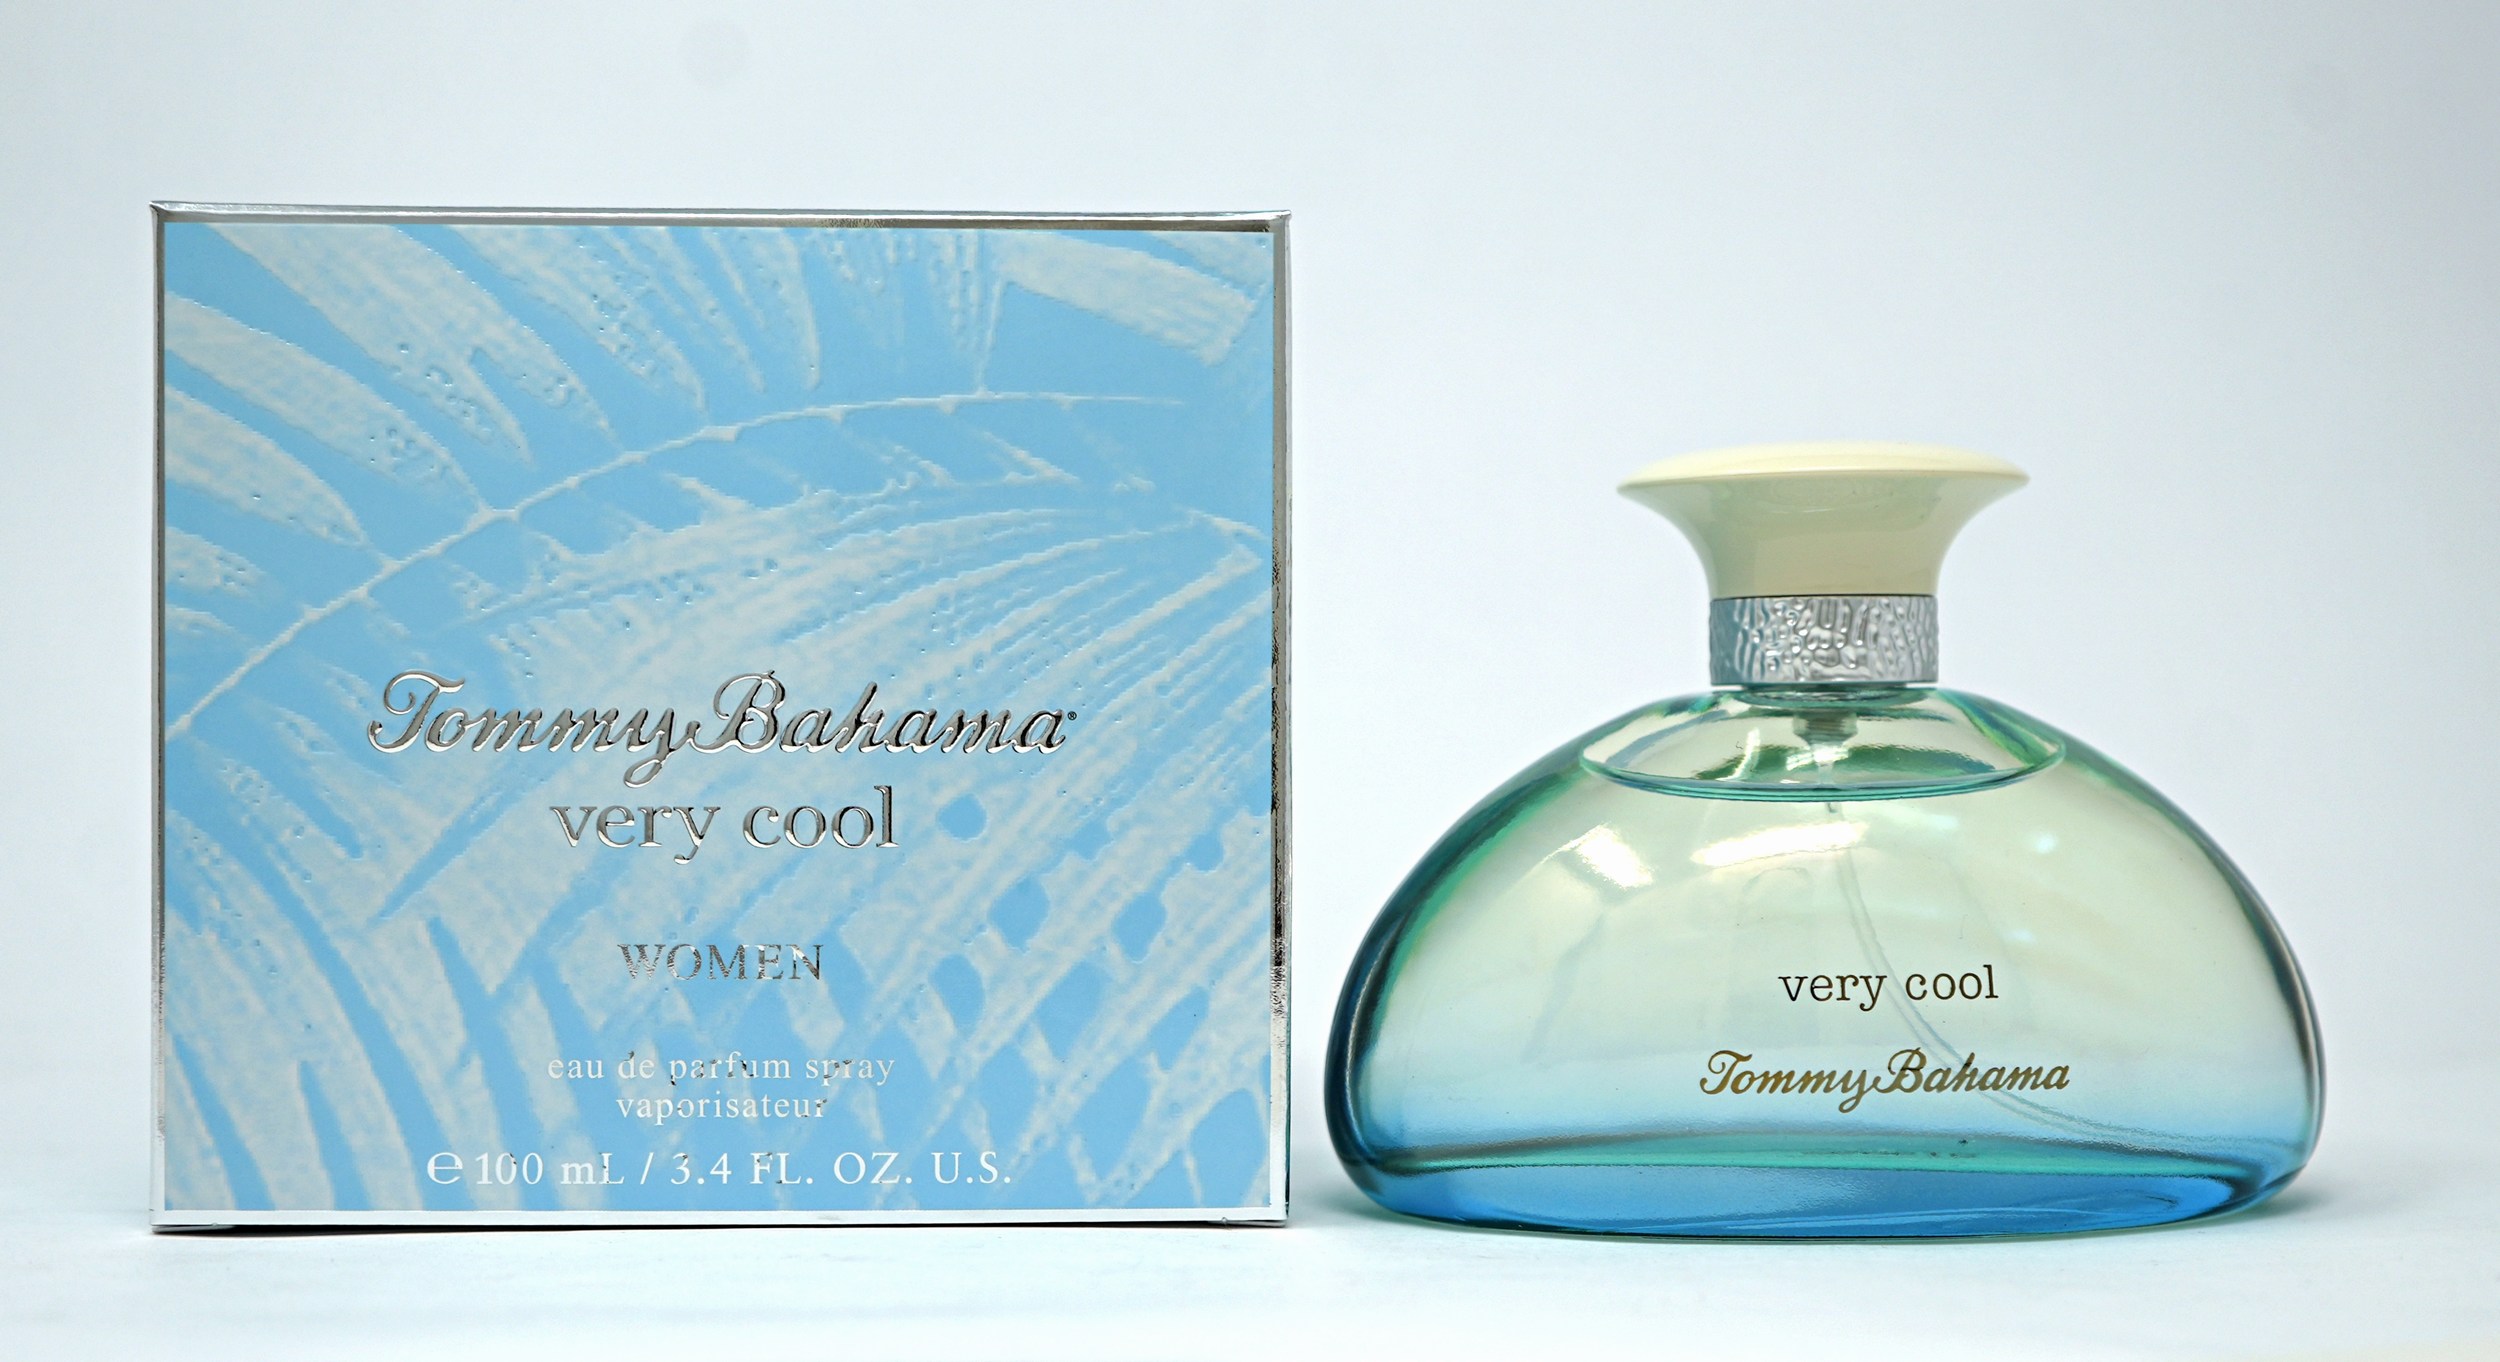 Tommy Bahama®
very cool
WOMEN
eau de parfum spray
vaporisateur
℮ 100 mL / 3.4 FL. OZ. U.S.
very cool
Tommy Bahama